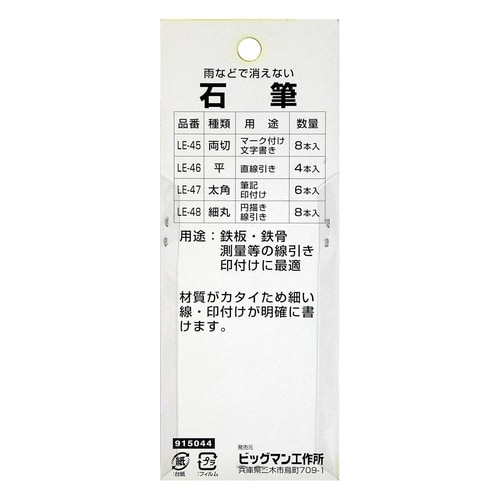 雨などで消えない
石 筆
品番 種類 用途 数量
LE-45 両切 マーク付け 文字書き 8本入
LE-46 平 直線引き 4本入
LE-47 太角 筆記 印付け 6本入
LE-48 細丸 円描き 線引き 8本入
用途：鉄板・鉄骨
測量等の線引き
印付けに最適
材質がカタイため細い
線・印付けが明確に書
けます。
915044
紙 プラ
台紙 フィルム
発売元
ビッグマン工作所
兵庫県三木市鳥町709-1